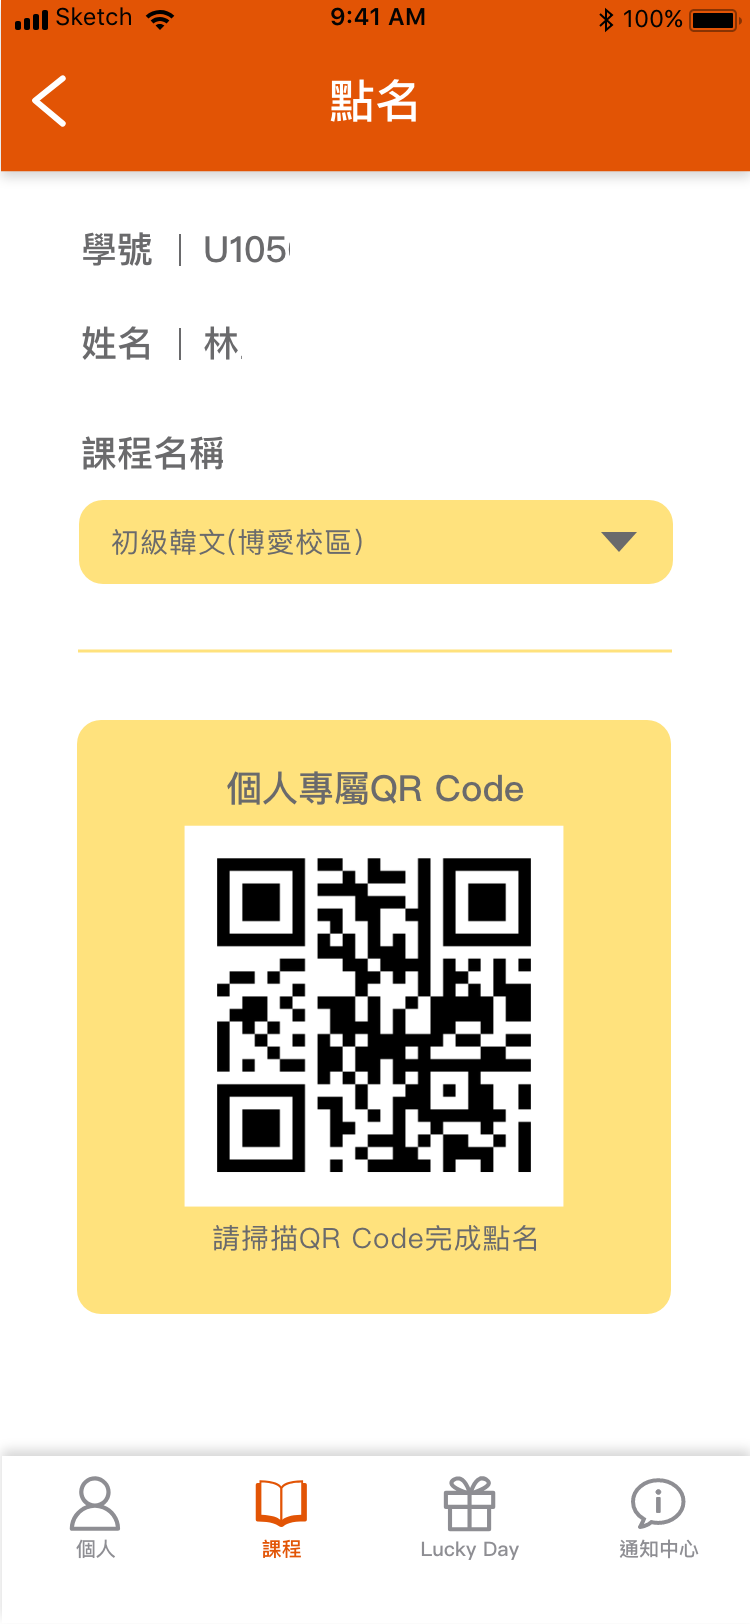 Sketch 9:41 AM 100%
點名
學號 | U105
姓名 | 林
課程名稱
初級韓文(博愛校區)
個人專屬QR Code
請掃描QR Code完成點名
個人 課程 Lucky Day 通知中心